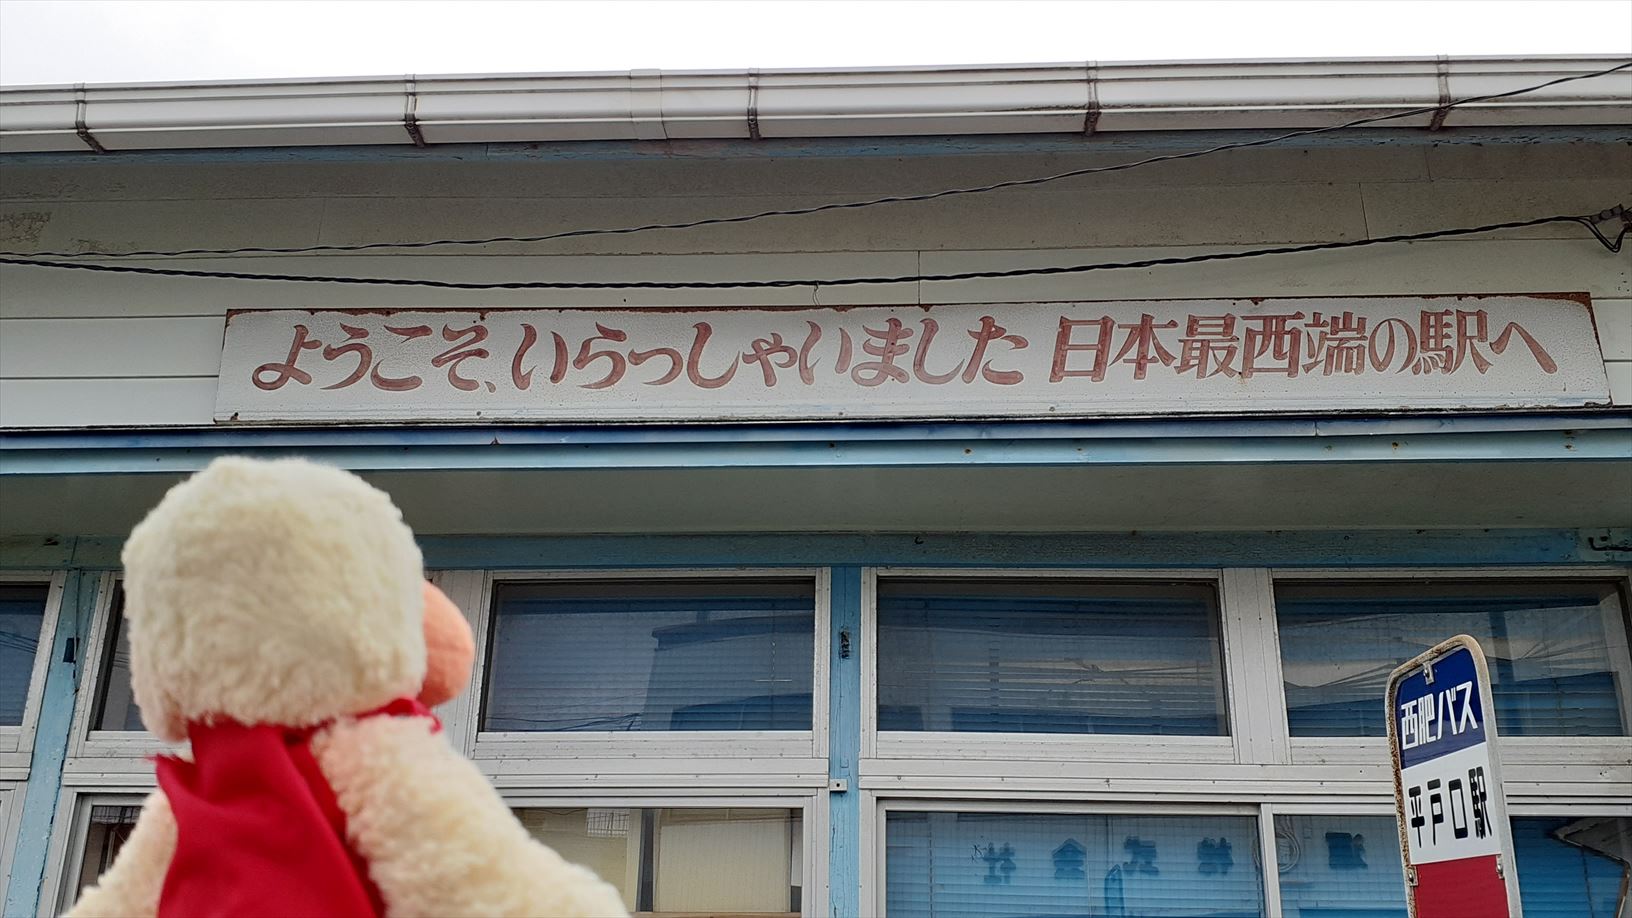 ようこそ、いらっしゃいました 日本最西端の駅へ
西肥バス
平戸口駅